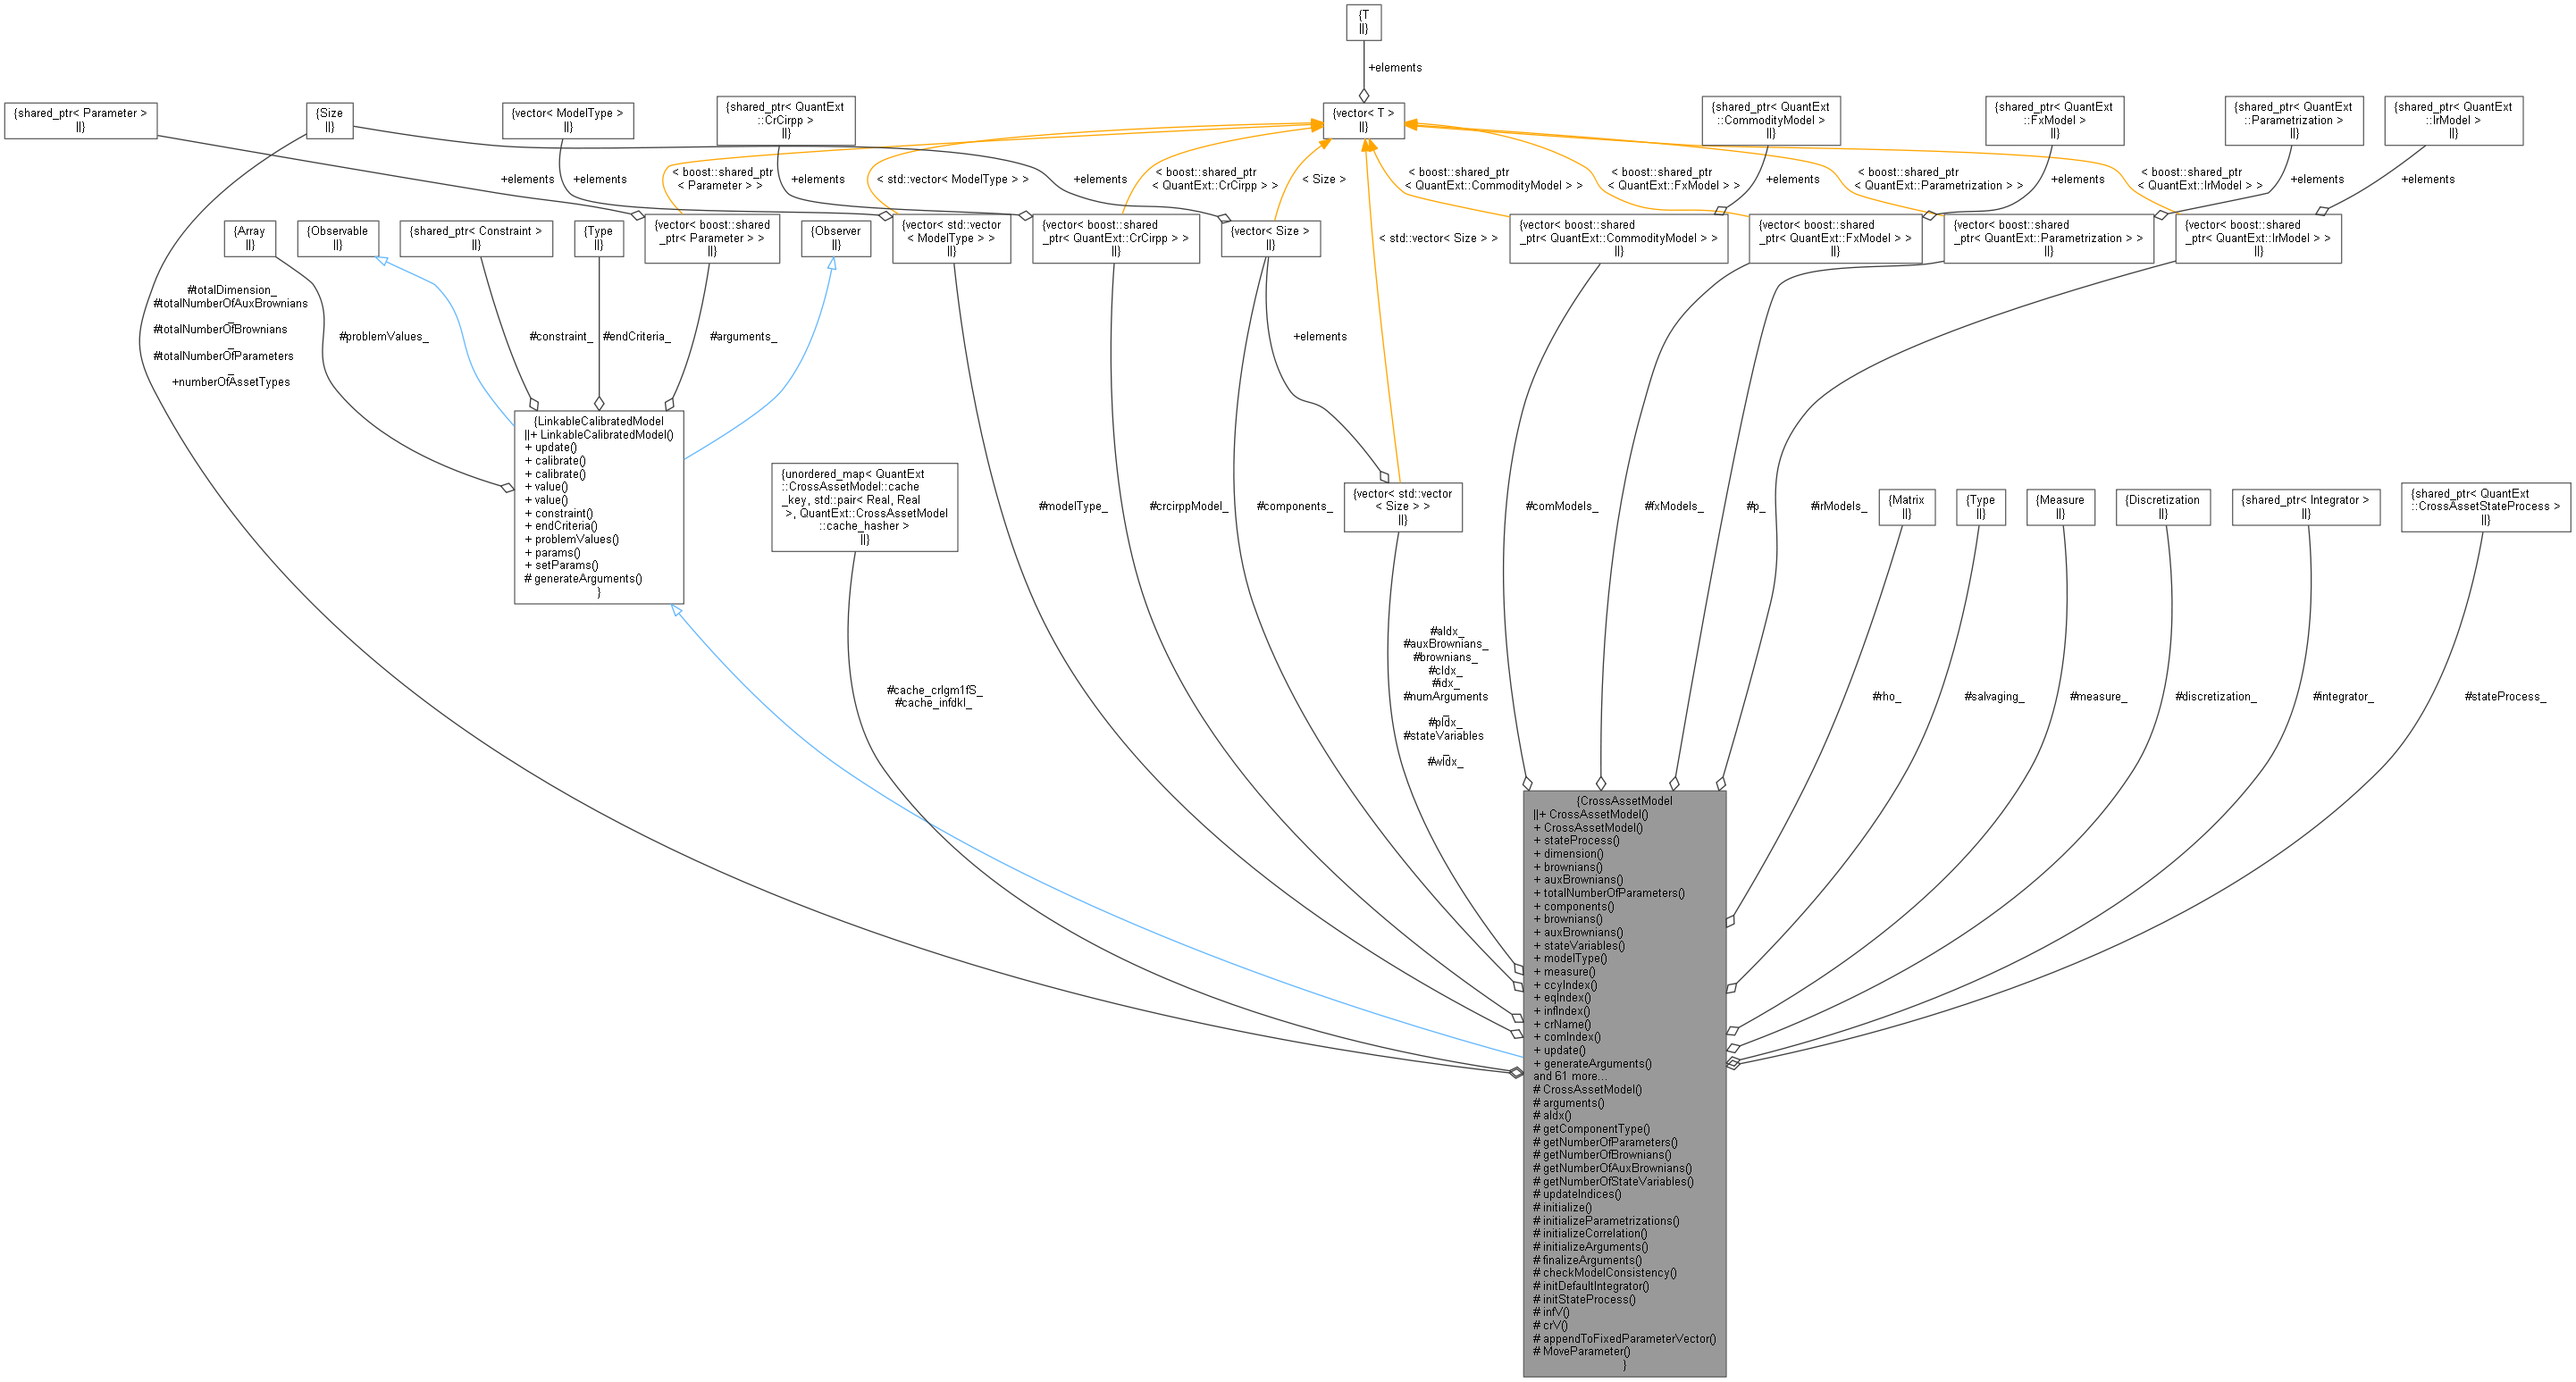 {T
||}
+elements
{shared_ptr< Parameter >
||}
{Size
||}
{vector< ModelType >
||}
{shared_ptr< QuantExt
::CrCirpp >
||}
{vector< T >
||}
{shared_ptr< QuantExt
::CommodityModel >
||}
{shared_ptr< QuantExt
::FxModel >
||}
{shared_ptr< QuantExt
::Parametrization >
||}
{shared_ptr< QuantExt
::IrModel >
||}
+elements
+elements
< boost::shared_ptr
< Parameter > >
+elements
< std::vector< ModelType > >
+elements
< boost::shared_ptr
< QuantExt::CrCirpp > >
< Size >
< boost::shared_ptr
< QuantExt::CommodityModel > >
+elements
< boost::shared_ptr
< QuantExt::FxModel > >
+elements
< boost::shared_ptr
< QuantExt::Parametrization > >
+elements
< boost::shared_ptr
< QuantExt::IrModel > >
+elements
{Array
||}
{Observable
||}
{shared_ptr< Constraint >
||}
{Type
||}
{vector< boost::shared
_ptr< Parameter > >
||}
{Observer
||}
{vector< std::vector
< ModelType > >
||}
{vector< boost::shared
_ptr< QuantExt::CrCirpp > >
||}
{vector< Size >
||}
< std::vector< Size > >
{vector< boost::shared
_ptr< QuantExt::CommodityModel > >
||}
{vector< boost::shared
_ptr< QuantExt::FxModel > >
||}
{vector< boost::shared
_ptr< QuantExt::Parametrization > >
||}
{vector< boost::shared
_ptr< QuantExt::IrModel > >
||}
#totalDimension_
#totalNumberOfAuxBrownians
_
#totalNumberOfBrownians
_
#totalNumberOfParameters
_
+numberOfAssetTypes
#problemValues_
#constraint_
#endCriteria_
#arguments_
+elements
{LinkableCalibratedModel
||+ LinkableCalibratedModel()
+ update()
+ calibrate()
+ calibrate()
+ value()
+ value()
+ constraint()
+ endCriteria()
+ problemValues()
+ params()
+ setParams()
# generateArguments()
}
{unordered_map< QuantExt
::CrossAssetModel::cache
_key, std::pair< Real, Real
>, QuantExt::CrossAssetModel
::cache_hasher >
||}
#modelType_
#crcirppModel_
#components_
{vector< std::vector
< Size > >
||}
#comModels_
#fxModels_
#p_
#irModels_
{Matrix
||}
{Type
||}
{Measure
||}
{Discretization
||}
{shared_ptr< Integrator >
||}
{shared_ptr< QuantExt
::CrossAssetStateProcess >
||}
#cache_crlgm1fS_
#cache_infdkI_
#aIdx_
#auxBrownians_
#brownians_
#cIdx_
#idx_
#numArguments
_
#pIdx_
#stateVariables
_
#wIdx_
#rho_
#salvaging_
#measure_
#discretization_
#integrator_
#stateProcess_
{CrossAssetModel
||+ CrossAssetModel()
+ CrossAssetModel()
+ stateProcess()
+ dimension()
+ brownians()
+ auxBrownians()
+ totalNumberOfParameters()
+ components()
+ brownians()
+ auxBrownians()
+ stateVariables()
+ modelType()
+ measure()
+ ccyIndex()
+ eqIndex()
+ infIndex()
+ crName()
+ comIndex()
+ update()
+ generateArguments()
and 61 more...
# CrossAssetModel()
# arguments()
# aIdx()
# getComponentType()
# getNumberOfParameters()
# getNumberOfBrownians()
# getNumberOfAuxBrownians()
# getNumberOfStateVariables()
# updateIndices()
# initialize()
# initializeParametrizations()
# initializeCorrelation()
# initializeArguments()
# finalizeArguments()
# checkModelConsistency()
# initDefaultIntegrator()
# initStateProcess()
# infV()
# crV()
# appendToFixedParameterVector()
# MoveParameter()
}